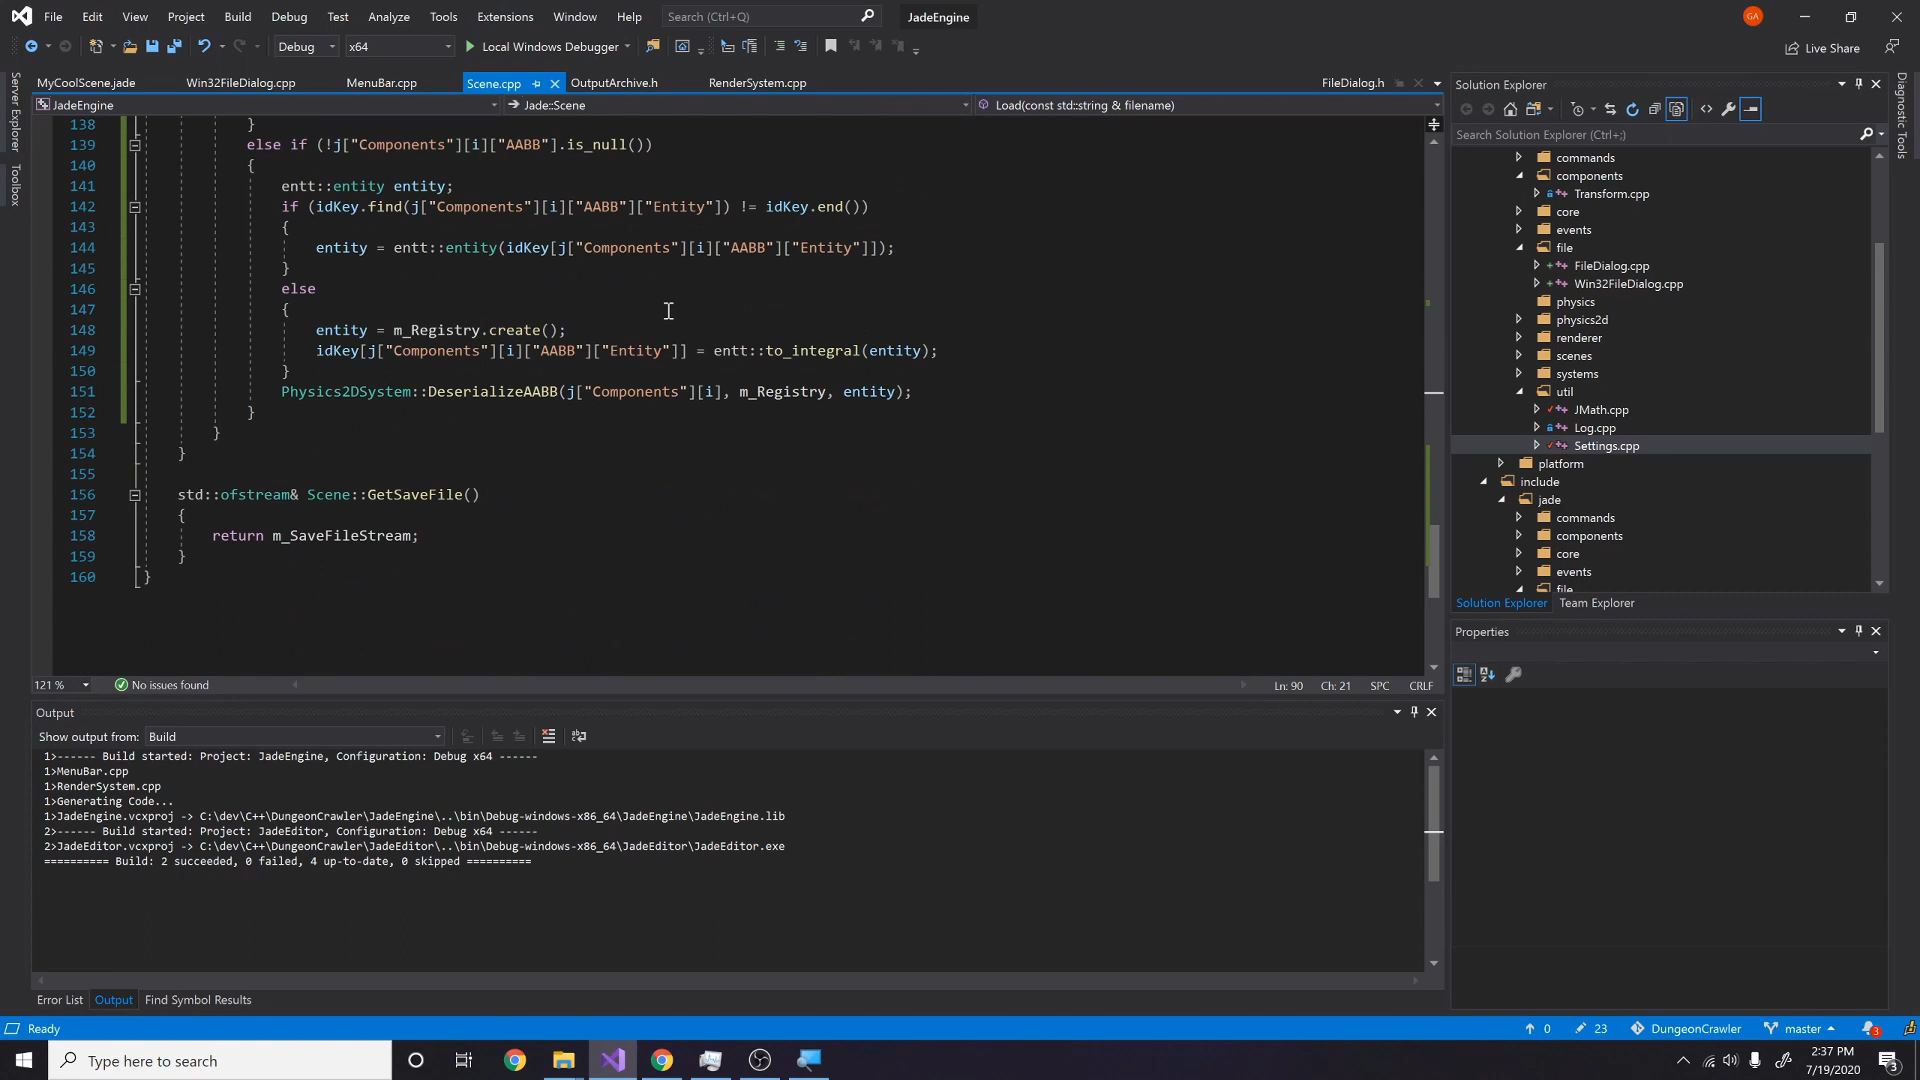 File Edit View Project Build Debug Test Analyze Tools Extensions Window Help Search (Ctrl+Q) JadeEngine GA
Debug x64 Local Windows Debugger Live Share
MyCoolScene.jade Win32FileDialog.cpp MenuBar.cpp Scene.cpp OutputArchive.h RenderSystem.cpp FileDialog.h
JadeEngine Jade::Scene Load(const std::string & filename)
138 }
139 else if (!j["Components"][i]["AABB"].is_null())
140 {
141 entt::entity entity;
142 if (idKey.find(j["Components"][i]["AABB"]["Entity"]) != idKey.end())
143 {
144 entity = entt::entity(idKey[j["Components"][i]["AABB"]["Entity"]]);
145 }
146 else
147 {
148 entity = m_Registry.create();
149 idKey[j["Components"][i]["AABB"]["Entity"]] = entt::to_integral(entity);
150 }
151 Physics2DSystem::DeserializeAABB(j["Components"][i], m_Registry, entity);
152 }
153 }
154 }
155
156 std::ofstream& Scene::GetSaveFile()
157 {
158 return m_SaveFileStream;
159 }
160 }
121 % No issues found Ln: 90 Ch: 21 SPC CRLF
Output
Show output from: Build
1>------ Build started: Project: JadeEngine, Configuration: Debug x64 ------
1>MenuBar.cpp
1>RenderSystem.cpp
1>Generating Code...
1>JadeEngine.vcxproj -> C:\dev\C++\DungeonCrawler\JadeEngine\..\bin\Debug-windows-x86_64\JadeEngine\JadeEngine.lib
2>------ Build started: Project: JadeEditor, Configuration: Debug x64 ------
2>JadeEditor.vcxproj -> C:\dev\C++\DungeonCrawler\JadeEditor\..\bin\Debug-windows-x86_64\JadeEditor\JadeEditor.exe
========== Build: 2 succeeded, 0 failed, 4 up-to-date, 0 skipped ==========
Error List Output Find Symbol Results
Server Explorer
Toolbox
Solution Explorer
Search Solution Explorer (Ctrl+;)
commands
components
Transform.cpp
core
events
file
FileDialog.cpp
Win32FileDialog.cpp
physics
physics2d
renderer
scenes
systems
util
JMath.cpp
Log.cpp
Settings.cpp
platform
include
jade
commands
components
core
events
file
Solution Explorer Team Explorer
Properties
Diagnostic Tools
Ready 0 23 DungeonCrawler master 3
Type here to search
2:37 PM
7/19/2020
3